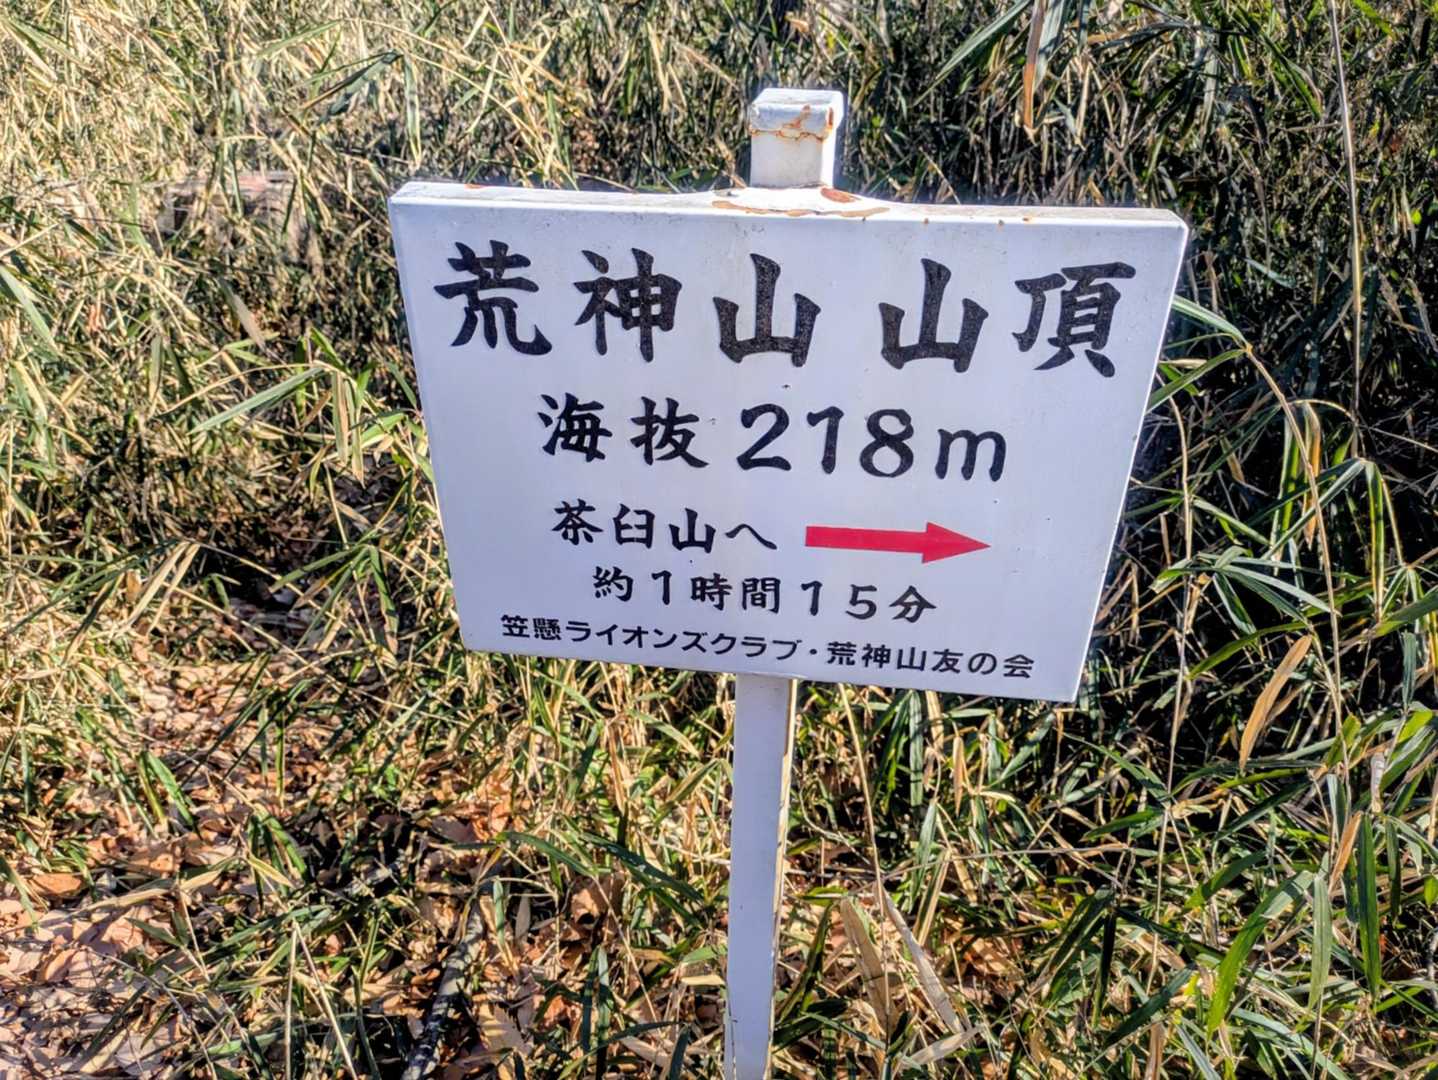 荒神山 山頂
海抜218m
茶臼山へ
約1時間15分
笠懸ライオンズクラブ・荒神山友の会